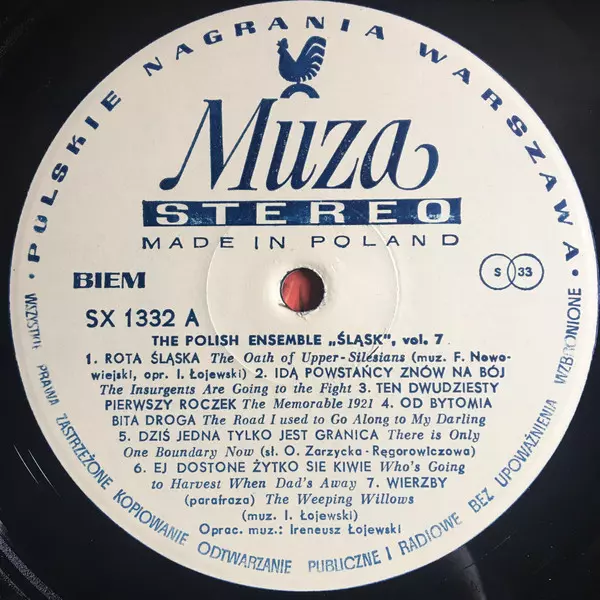 • POLSKIE NAGRANIA WARSZAWA •
Muza
STEREO
MADE IN POLAND
BIEM
S 33
SX 1332 A
THE POLISH ENSEMBLE „ŚLĄSK", vol. 7
1. ROTA ŚLĄSKA The Oath of Upper-Silesians (muz. F. Nowo-
wiejski, opr. I. Łojewski) 2. IDĄ POWSTAŃCY ZNÓW NA BÓJ
The Insurgents Are Going to the Fight 3. TEN DWUDZIESTY
PIERWSZY ROCZEK The Memorable 1921 4. OD BYTOMIA
BITA DROGA The Road I used to Go Along to My Darling
5. DZIŚ JEDNA TYLKO JEST GRANICA There is Only
One Boundary Now (sł. O. Zarzycka-Ręgorowiczowa)
6. EJ DOSTONE ŻYTKO SIE KIWIE Who's Going
to Harvest When Dad's Away 7. WIERZBY
(parafraza) The Weeping Willows
(muz. I. Łojewski)
Oprac. muz.: Ireneusz Łojewski
PRAWA ZASTRZEŻONE KOPIOWANIE ODTWARZANIE PUBLICZNE I RADIOWE BEZ UPOWAŻNIENIA WZBRONIONE